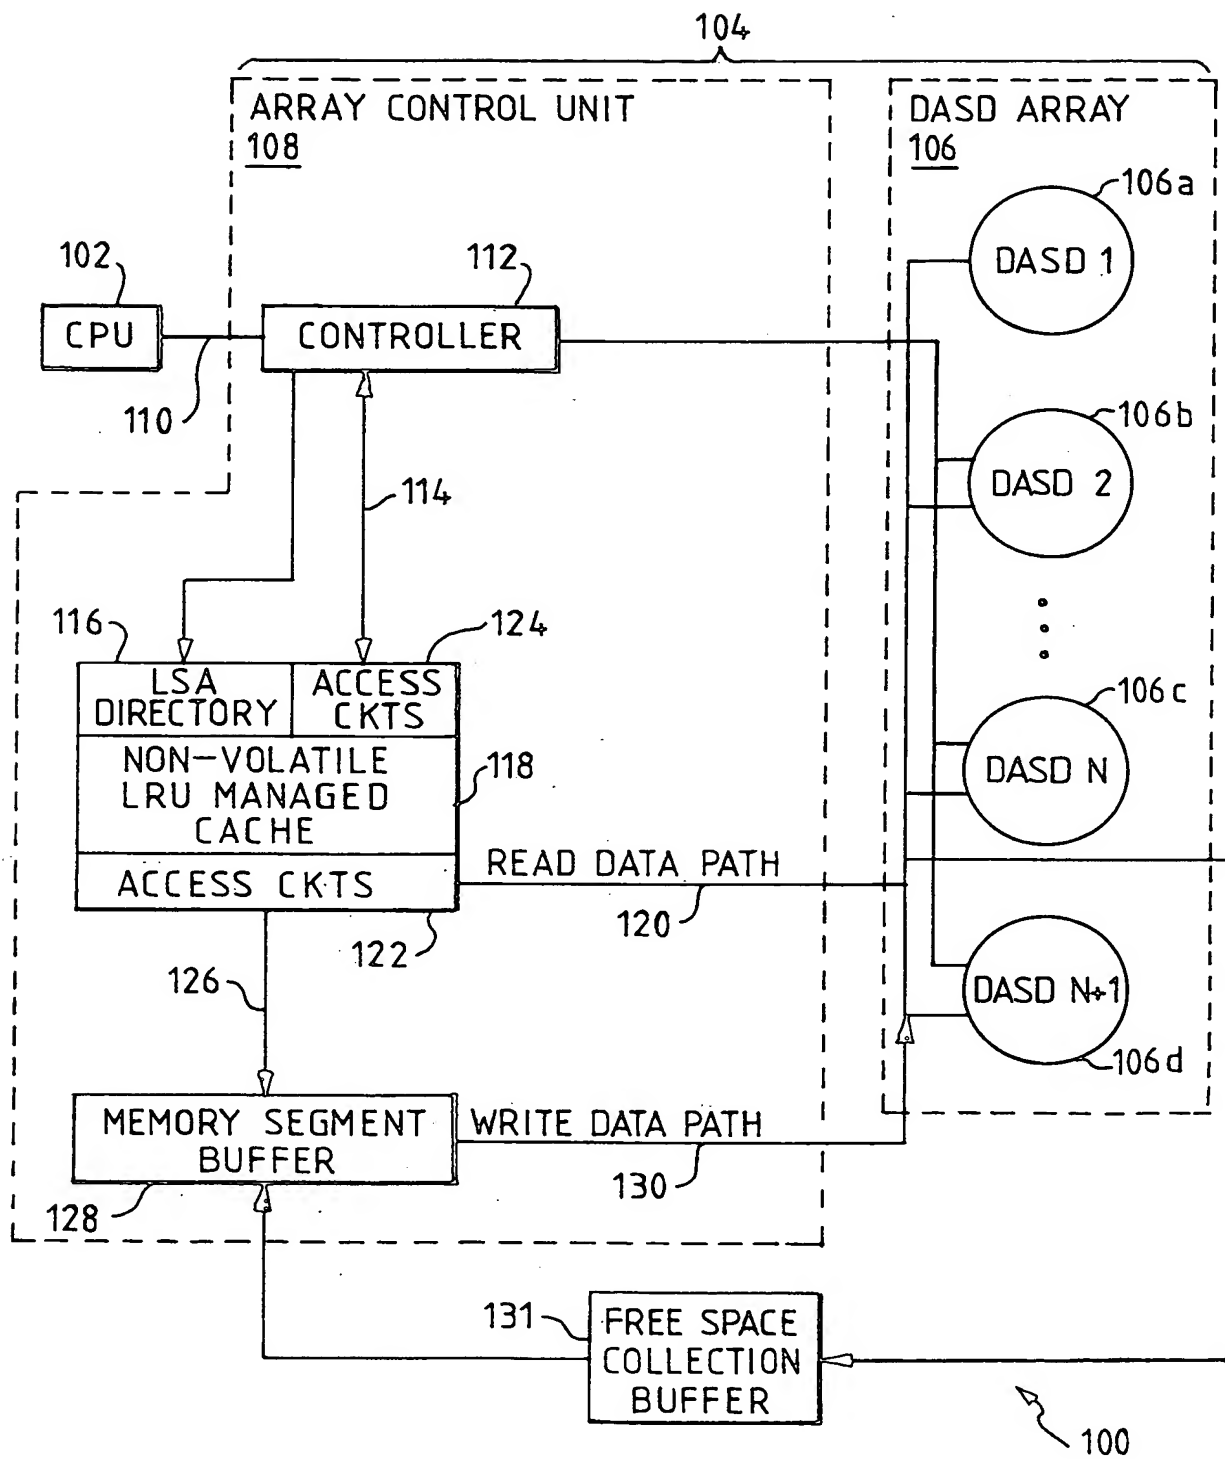 104
ARRAY CONTROL UNIT
108
DASD ARRAY
106
106a
DASD 1
102
CPU
110
112
CONTROLLER
106b
DASD 2
114
116
124
LSA
DIRECTORY
ACCESS
CKTS
106c
DASD N
NON-VOLATILE
LRU MANAGED
CACHE
118
ACCESS CKTS
READ DATA PATH
120
122
126
DASD N+1
106d
MEMORY SEGMENT
BUFFER
WRITE DATA PATH
130
128
131
FREE SPACE
COLLECTION
BUFFER
100